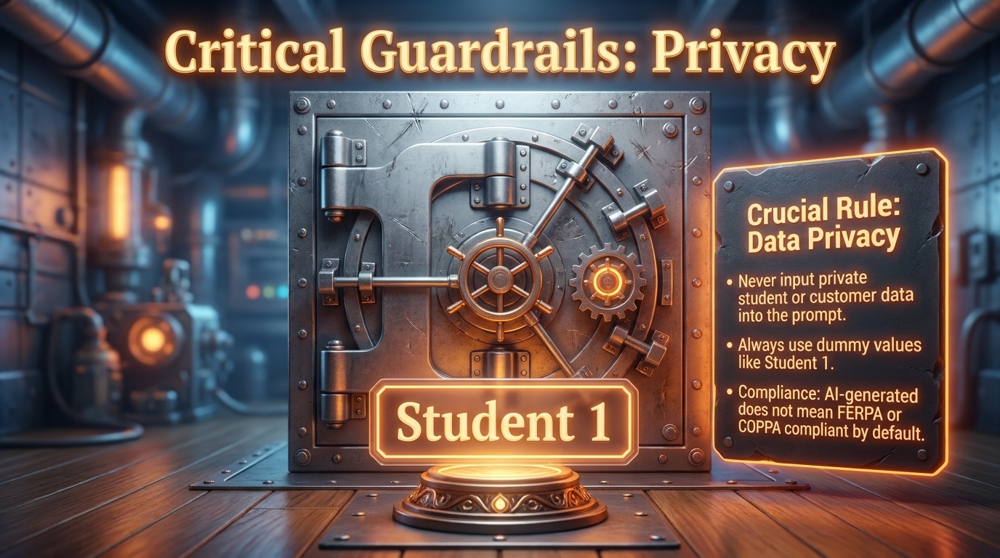 Critical Guardrails: Privacy
Crucial Rule:
Data Privacy
• Never input private
student or customer data
into the prompt.
• Always use dummy values
like Student 1.
• Compliance: AI-generated
does not mean FERPA or
COPPA compliant by default.
Student 1